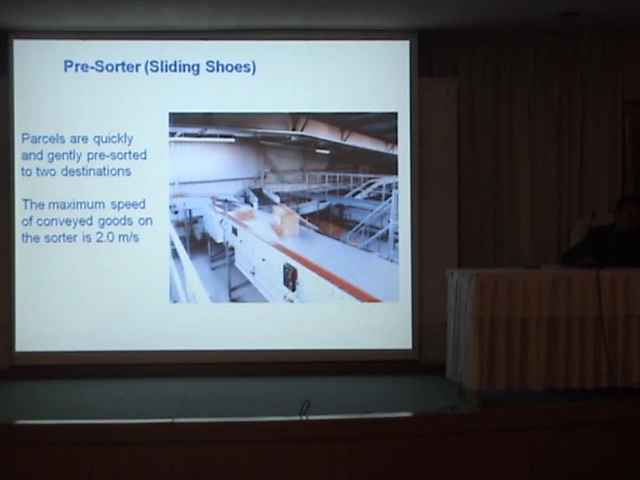 Pre-Sorter (Sliding Shoes)
Parcels are quickly
and gently pre-sorted
to two destinations
The maximum speed
of conveyed goods on
the sorter is 2.0 m/s